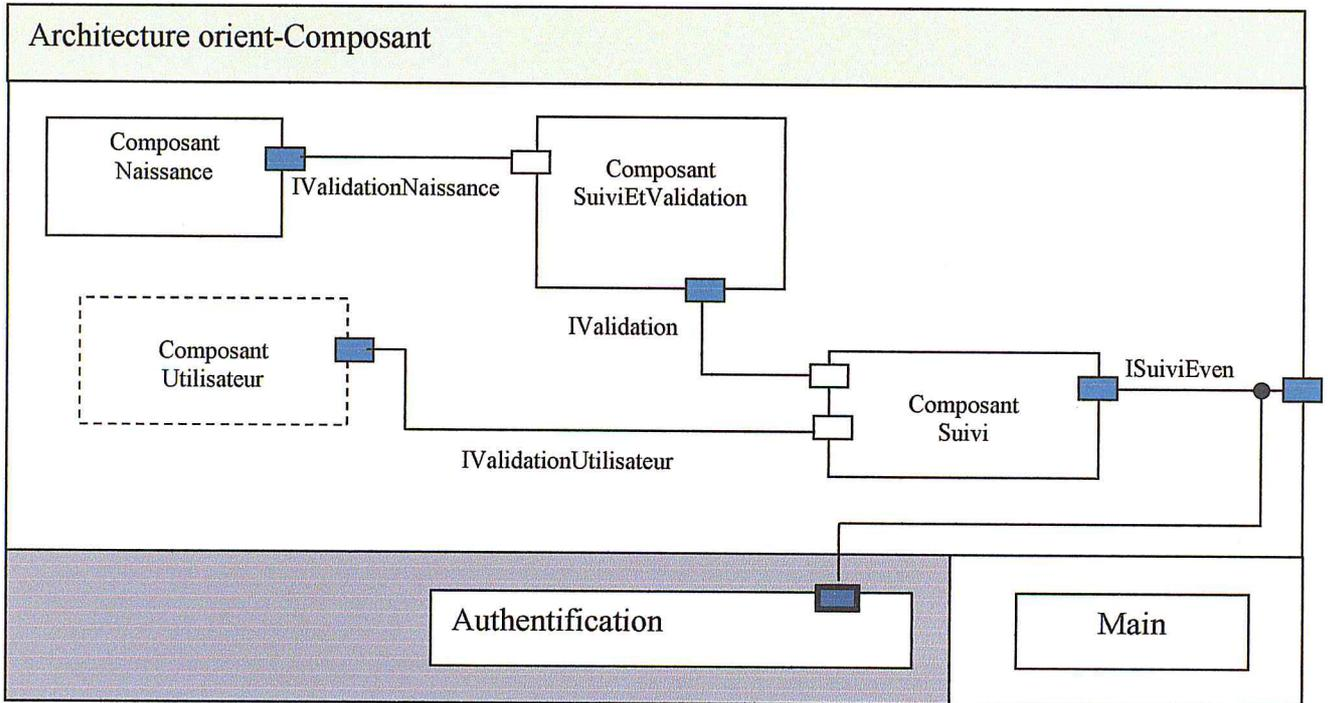 Architecture orient-Composant
Composant
Naissance
IValidationNaissance
Composant
SuiviEtValidation
IValidation
Composant
Utilisateur
ISuiviEven
Composant
Suivi
IValidationUtilisateur
Authentification
Main